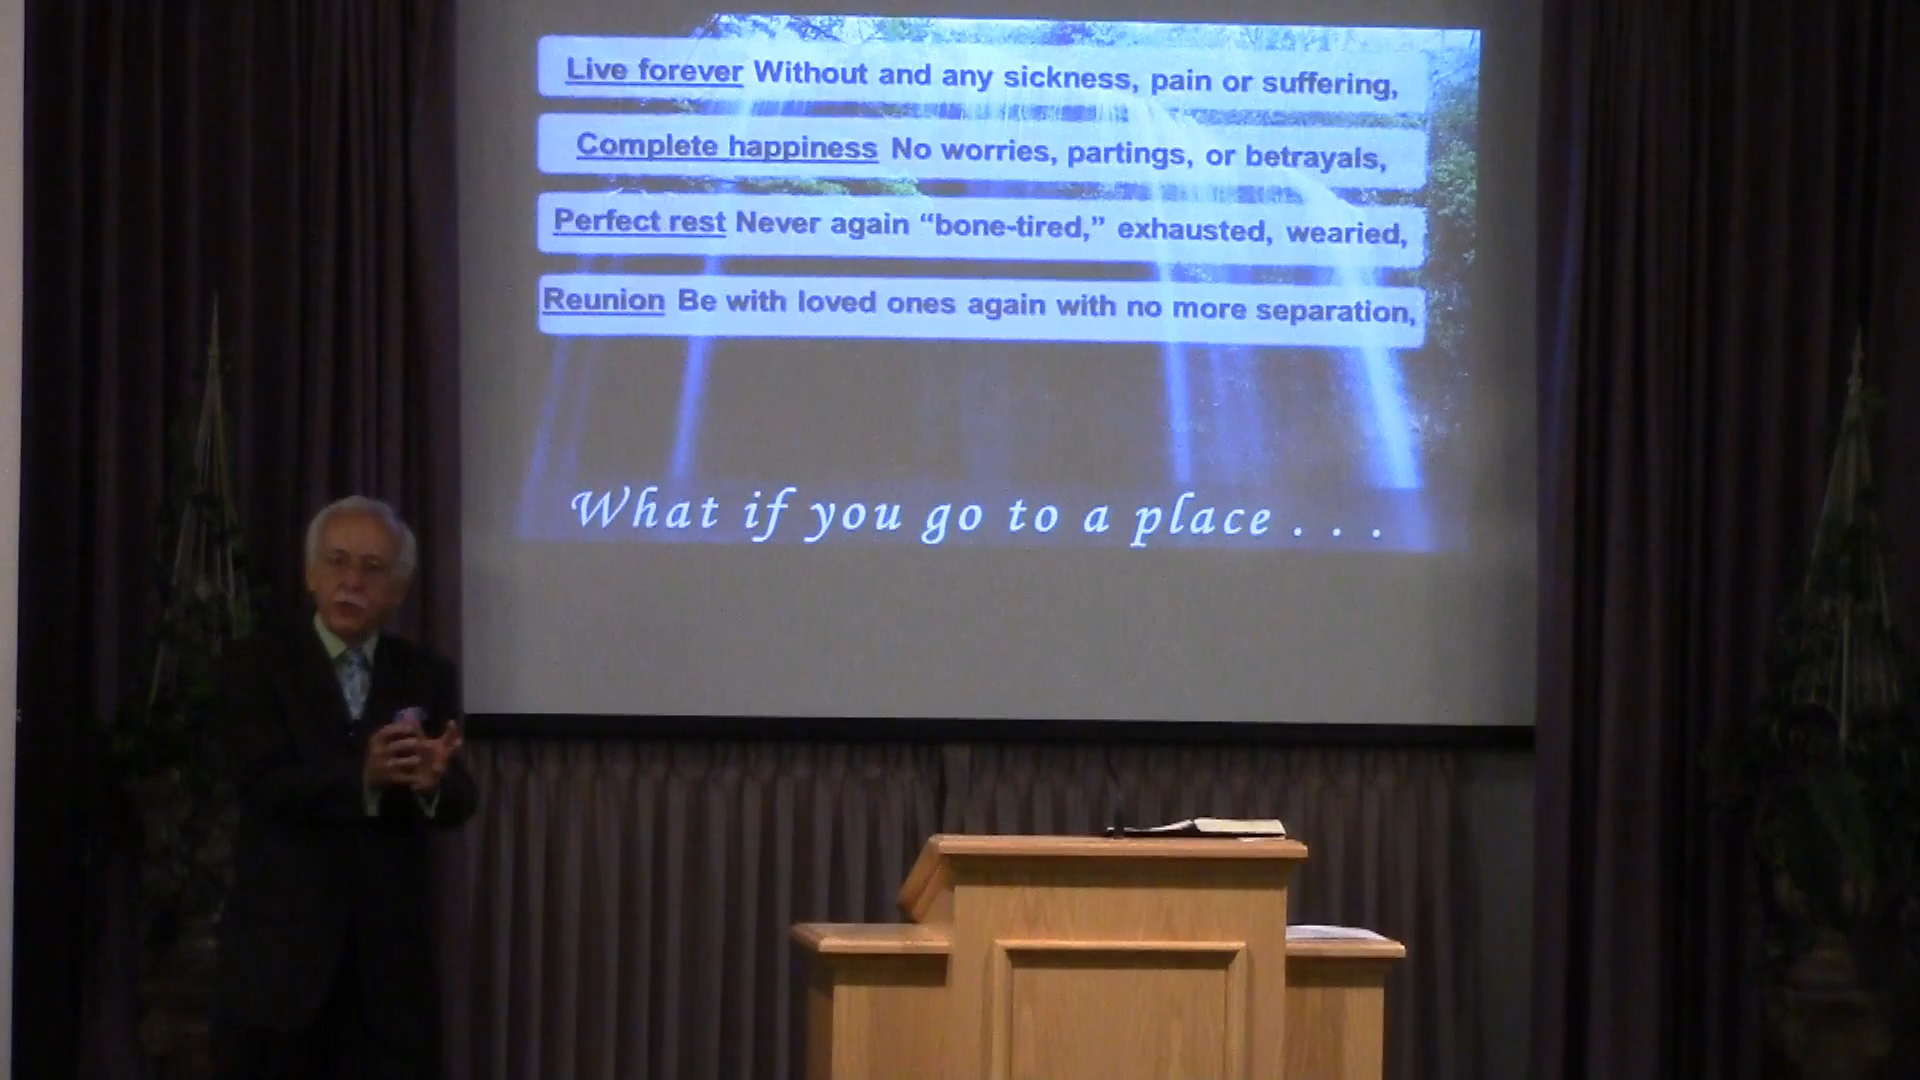 Live forever Without and any sickness, pain or suffering,
Complete happiness No worries, partings, or betrayals,
Perfect rest Never again “bone-tired,” exhausted, wearied,
Reunion Be with loved ones again with no more separation,
What if you go to a place . . .